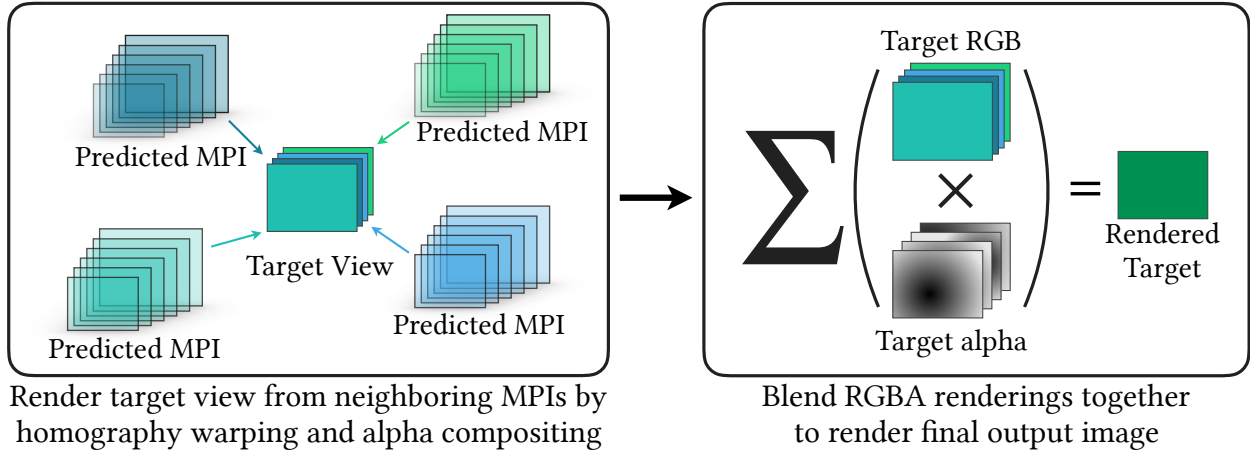 Predicted MPI
Predicted MPI
Target View
Predicted MPI
Predicted MPI
Render target view from neighboring MPIs by
homography warping and alpha compositing
Target RGB
∑ ( × ) =
Rendered
Target
Target alpha
Blend RGBA renderings together
to render final output image